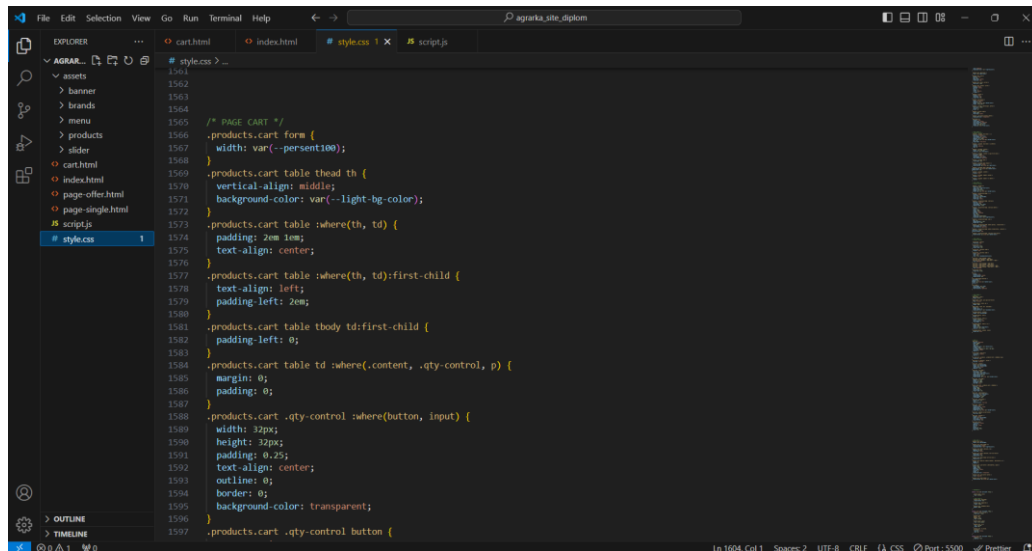 File Edit Selection View Go Run Terminal Help
agrarka_site_diplom
EXPLORER
cart.html
index.html
# style.css 1
JS script.js
AGRAR...
# style.css > ...
assets
banner
brands
menu
products
slider
cart.html
index.html
page-offer.html
page-single.html
JS script.js
# style.css 1
OUTLINE
TIMELINE
1561
1562
1563
1564
1565 /* PAGE CART */
1566 .products.cart form {
1567 width: var(--persent100);
1568 }
1569 .products.cart table thead th {
1570 vertical-align: middle;
1571 background-color: var(--light-bg-color);
1572 }
1573 .products.cart table :where(th, td) {
1574 padding: 2em 1em;
1575 text-align: center;
1576 }
1577 .products.cart table :where(th, td):first-child {
1578 text-align: left;
1579 padding-left: 2em;
1580 }
1581 .products.cart table tbody td:first-child {
1582 padding-left: 0;
1583 }
1584 .products.cart table td :where(.content, .qty-control, p) {
1585 margin: 0;
1586 padding: 0;
1587 }
1588 .products.cart .qty-control :where(button, input) {
1589 width: 32px;
1590 height: 32px;
1591 padding: 0.25;
1592 text-align: center;
1593 outline: 0;
1594 border: 0;
1595 background-color: transparent;
1596 }
1597 .products.cart .qty-control button {
0 1 0 Ln 1604, Col 1 Spaces: 2 UTF-8 CRLF {} CSS Port : 5500 Prettier